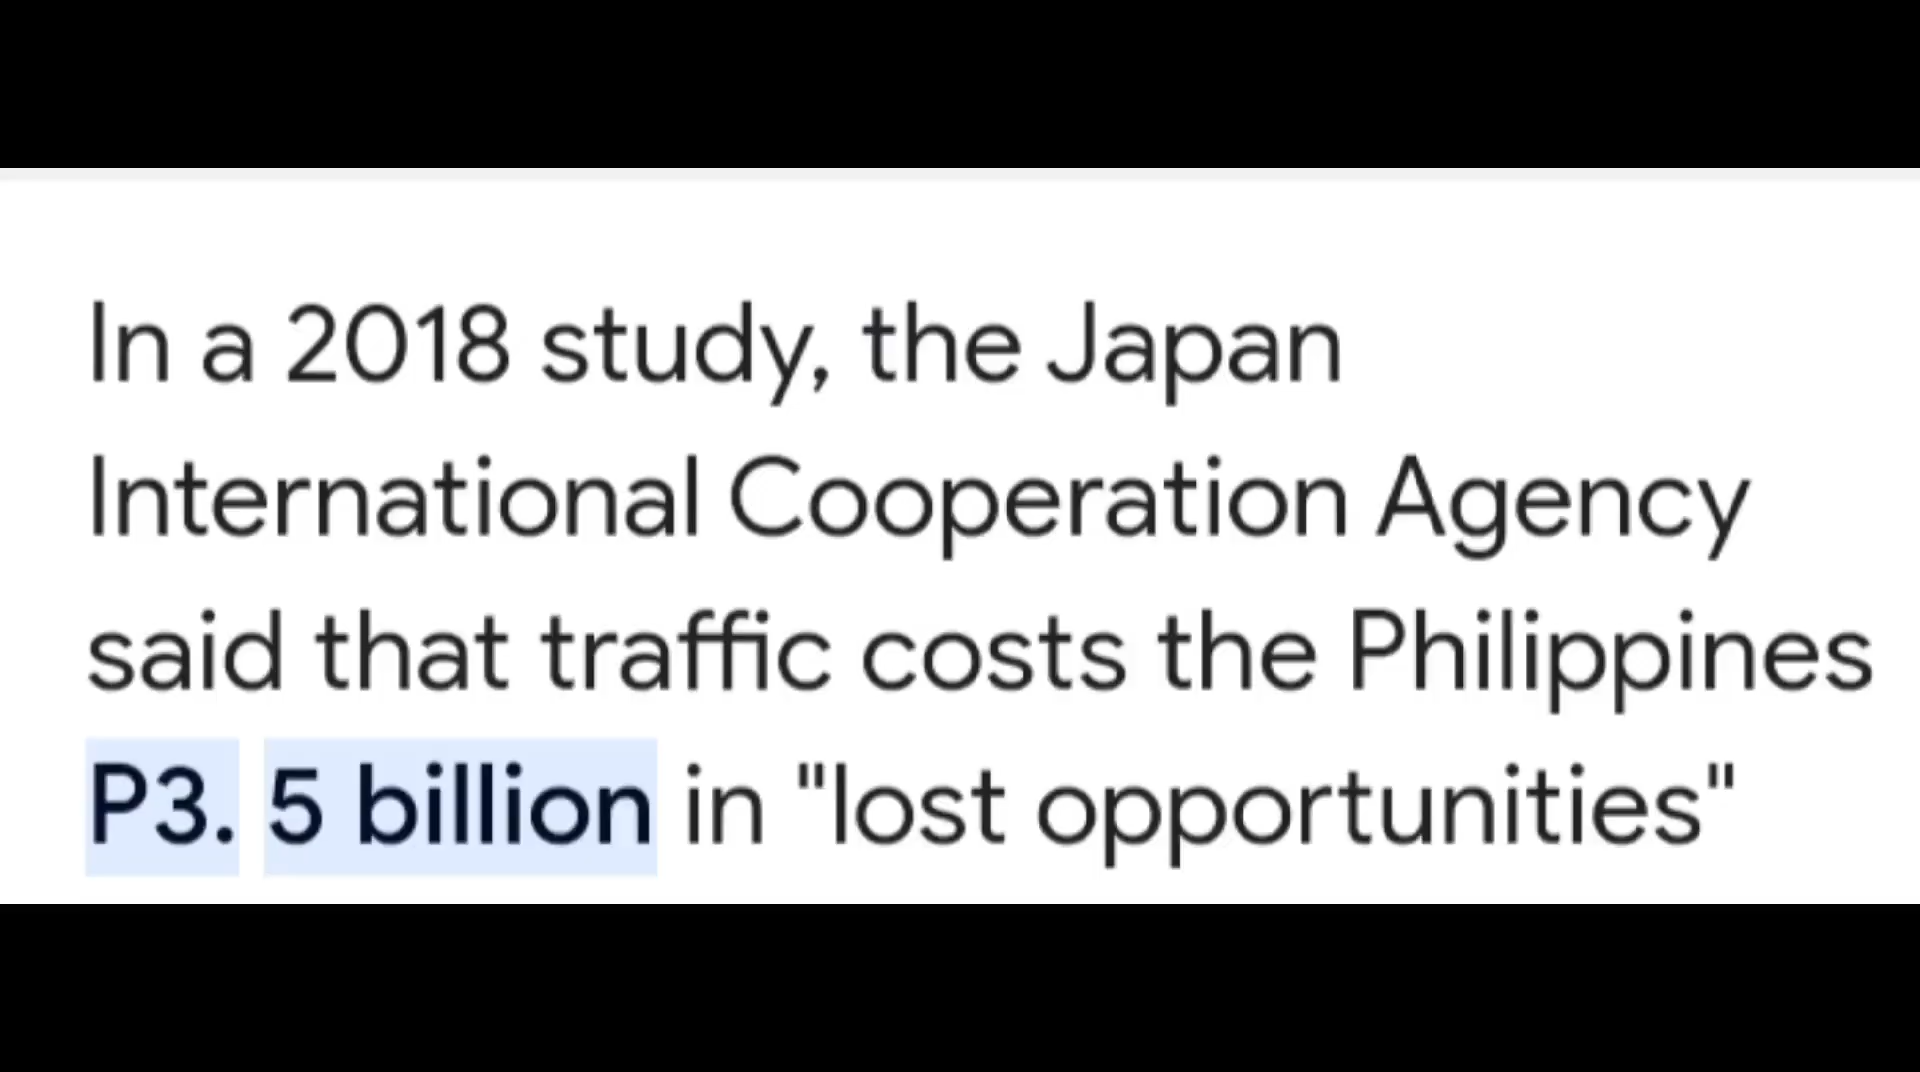 In a 2018 study, the Japan
International Cooperation Agency
said that traffic costs the Philippines
P3. 5 billion in "lost opportunities"